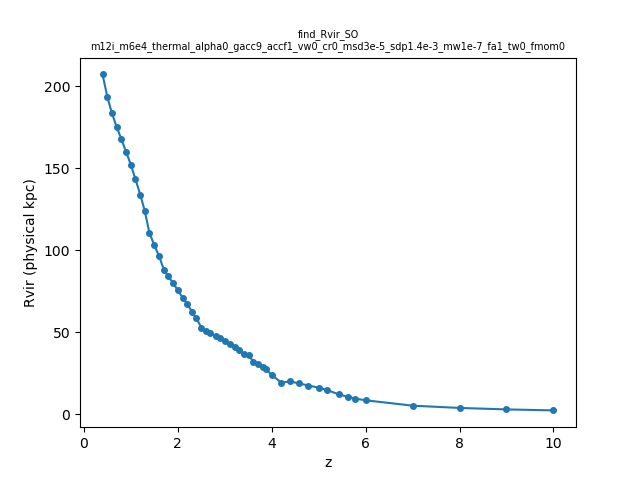 find_Rvir_SO
m12i_m6e4_thermal_alpha0_gacc9_accf1_vw0_cr0_msd3e-5_sdp1.4e-3_mw1e-7_fa1_tw0_fmom0
200
150
100
50
0
Rvir (physical kpc)
0 2 4 6 8 10
z